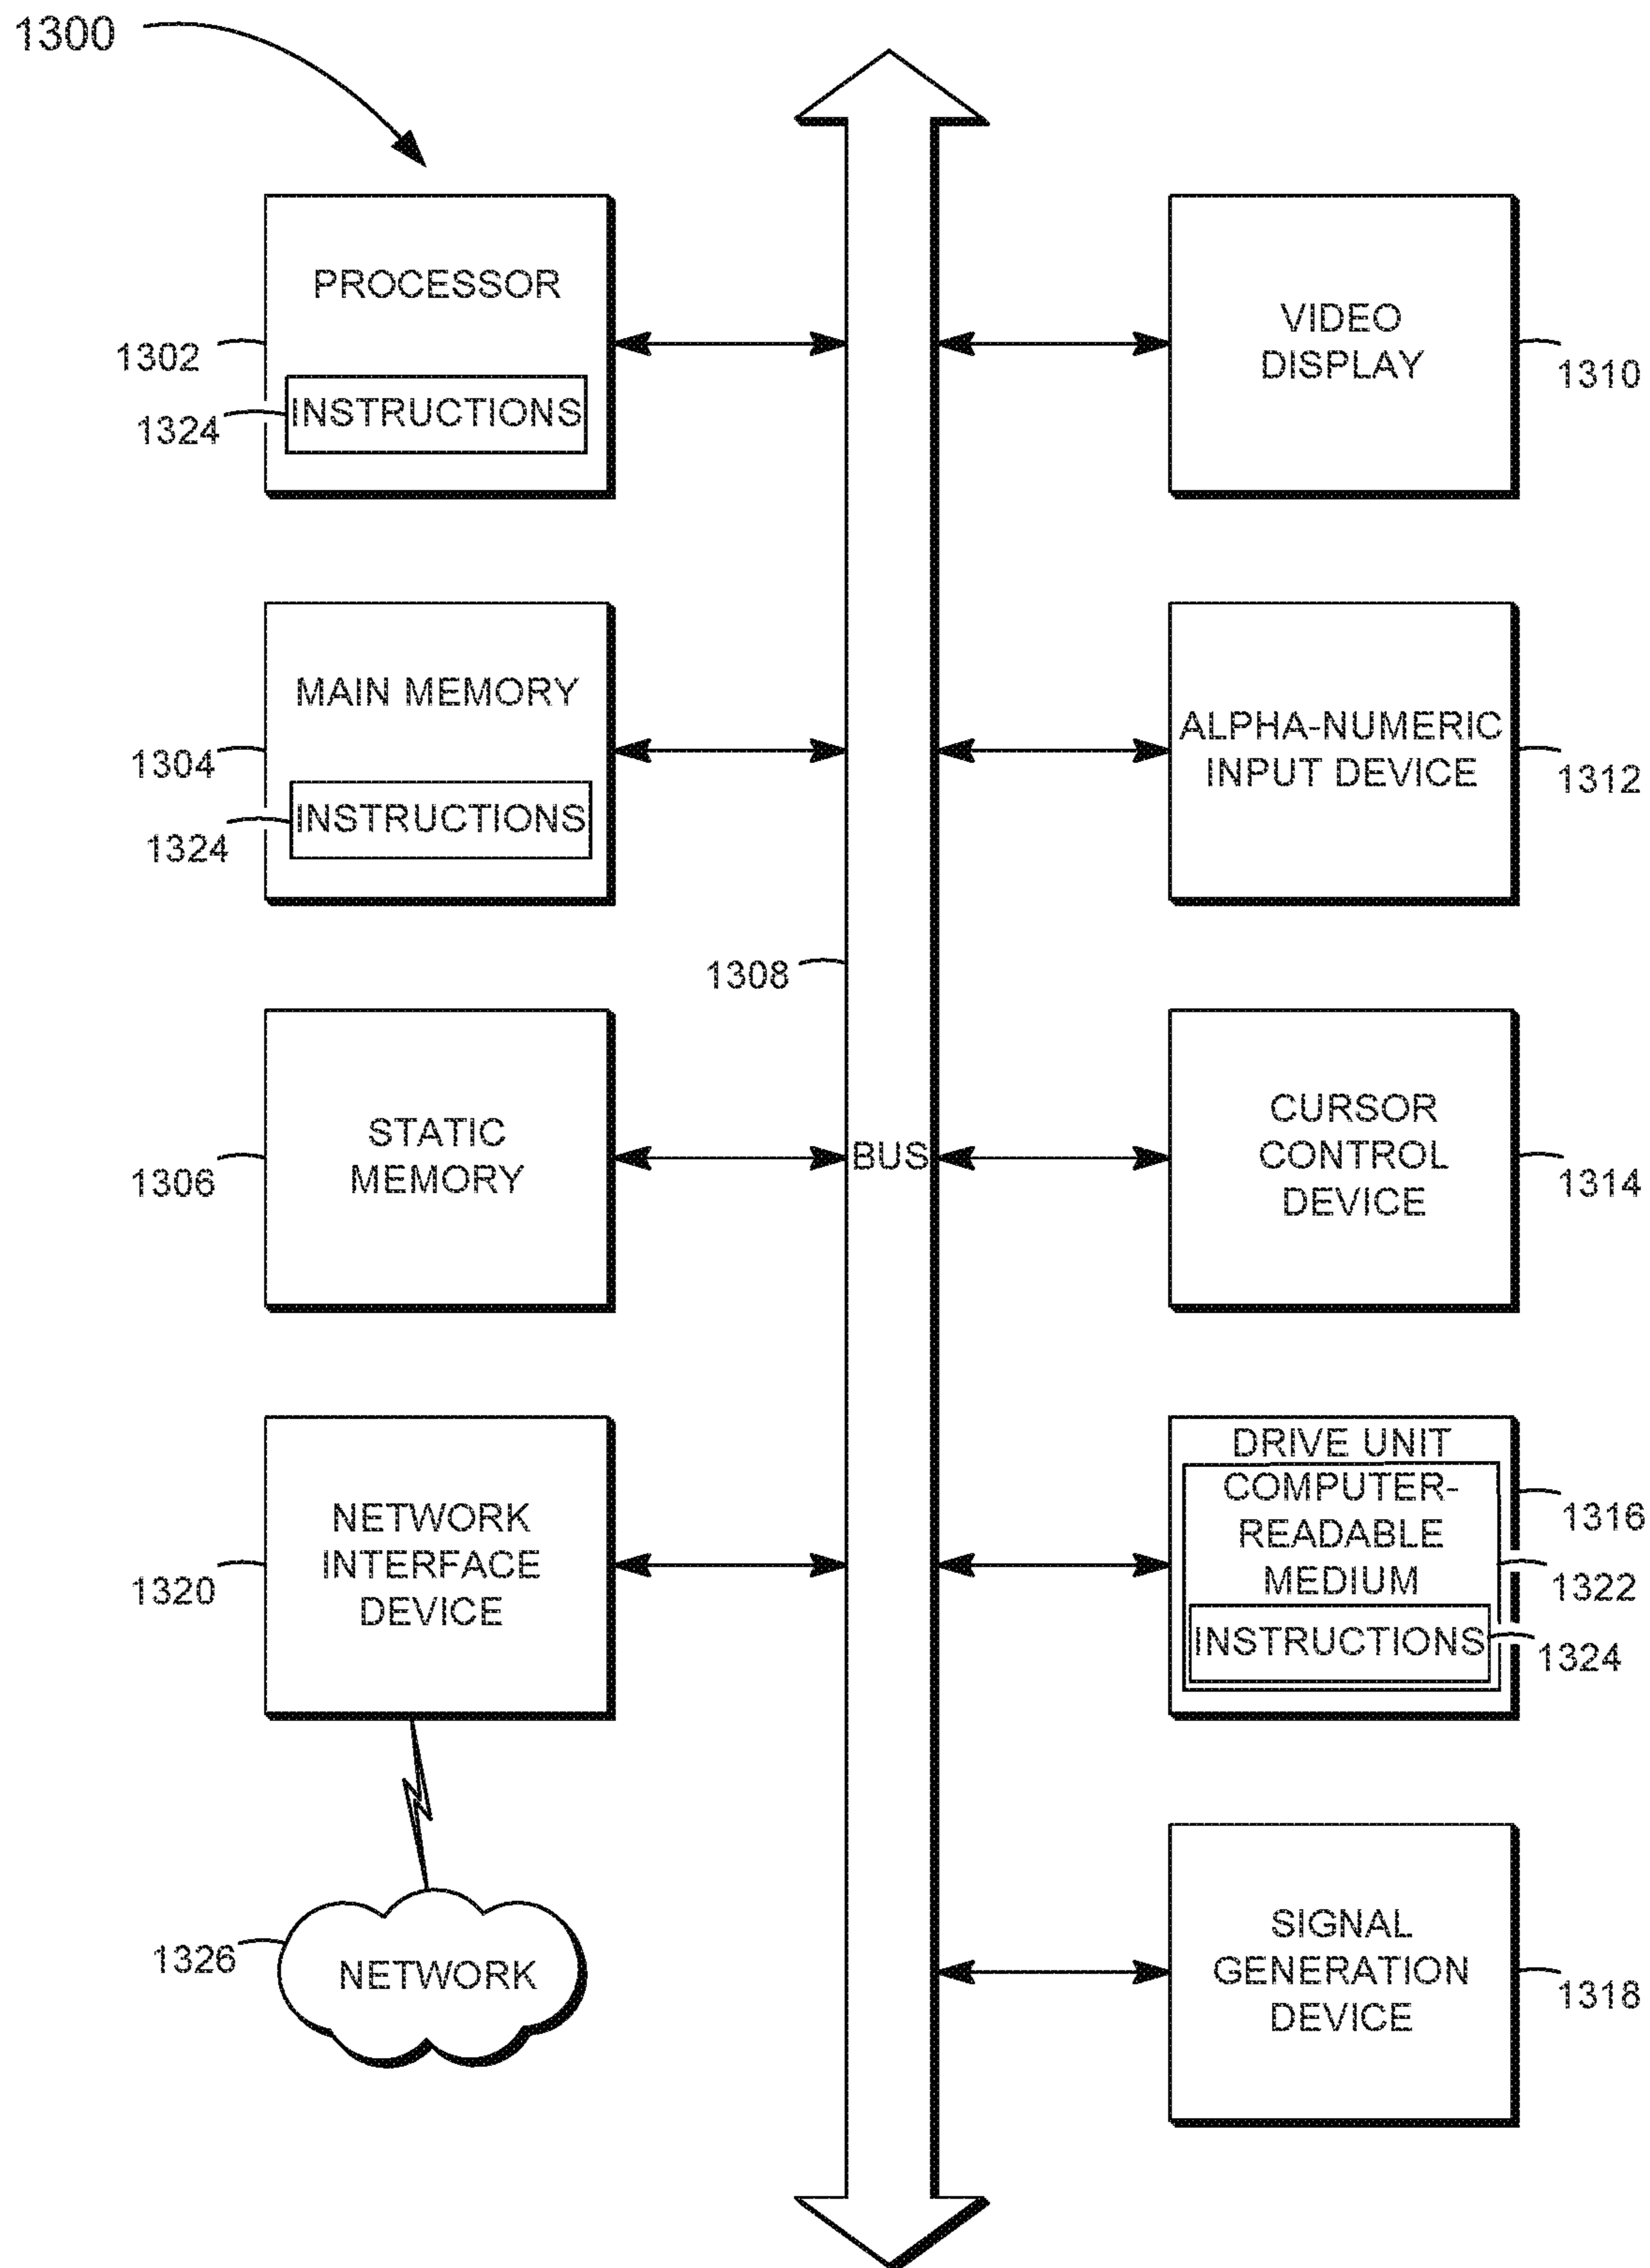 1300
PROCESSOR
1302
INSTRUCTIONS
1324
VIDEO
DISPLAY
1310
MAIN MEMORY
1304
INSTRUCTIONS
1324
ALPHA-NUMERIC
INPUT DEVICE
1312
1308
STATIC
MEMORY
1306
BUS
CURSOR
CONTROL
DEVICE
1314
NETWORK
INTERFACE
DEVICE
1320
DRIVE UNIT
COMPUTER-
READABLE
MEDIUM
1316
1322
INSTRUCTIONS
1324
1326
NETWORK
SIGNAL
GENERATION
DEVICE
1318